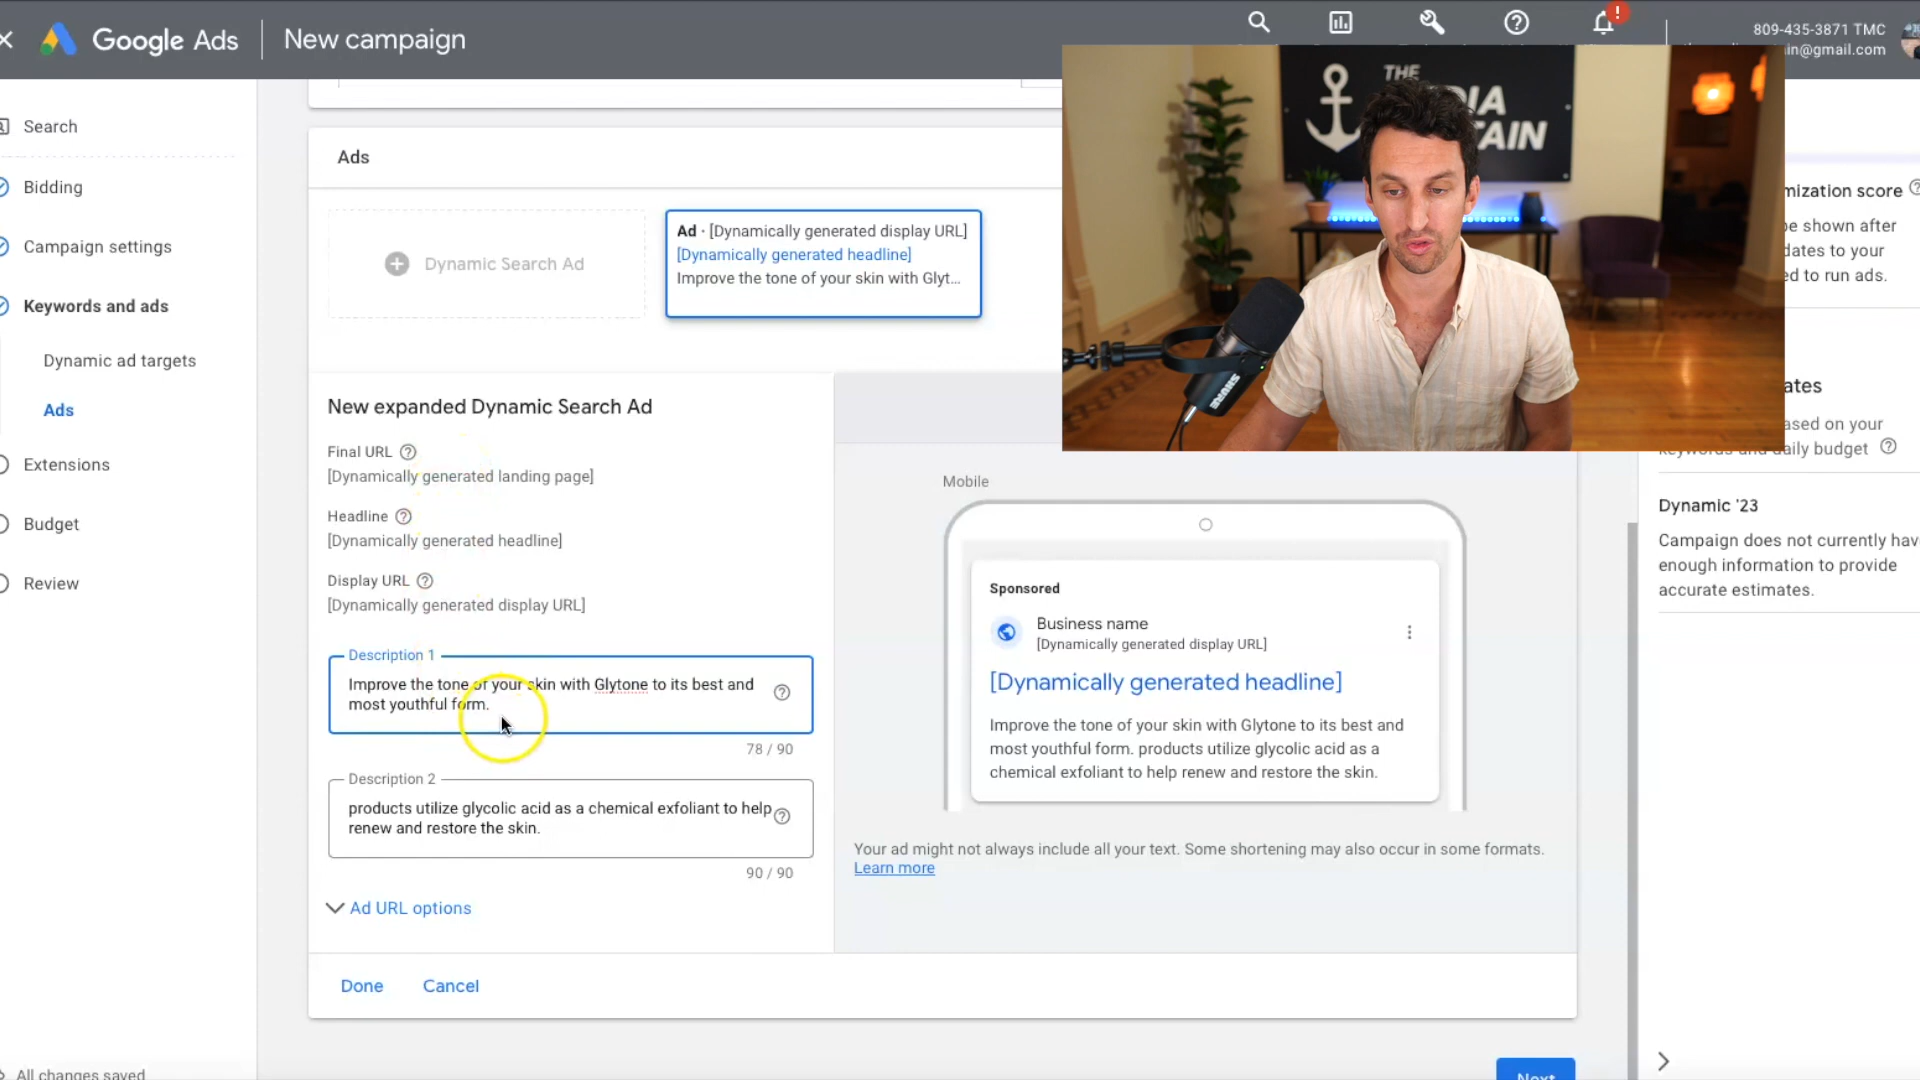 Google Ads
New campaign
809-435-3871 TMC
ain@gmail.com
Search
Bidding
Campaign settings
Keywords and ads
Dynamic ad targets
Ads
Extensions
Budget
Review
All changes saved
Ads
Dynamic Search Ad
Ad · [Dynamically generated display URL]
[Dynamically generated headline]
Improve the tone of your skin with Glyt...
THE
DIA
TAIN
SHURE
New expanded Dynamic Search Ad
Final URL
[Dynamically generated landing page]
Headline
[Dynamically generated headline]
Display URL
[Dynamically generated display URL]
Description 1
Improve the tone of your skin with Glytone to its best and
most youthful form.
78 / 90
Description 2
products utilize glycolic acid as a chemical exfoliant to help
renew and restore the skin.
90 / 90
Ad URL options
Done
Cancel
Mobile
Sponsored
Business name
[Dynamically generated display URL]
[Dynamically generated headline]
Improve the tone of your skin with Glytone to its best and
most youthful form. products utilize glycolic acid as a
chemical exfoliant to help renew and restore the skin.
Your ad might not always include all your text. Some shortening may also occur in some formats.
Learn more
Next
mization score
be shown after
dates to your
ed to run ads.
ates
ased on your
keywords and daily budget
Dynamic '23
Campaign does not currently hav
enough information to provide
accurate estimates.